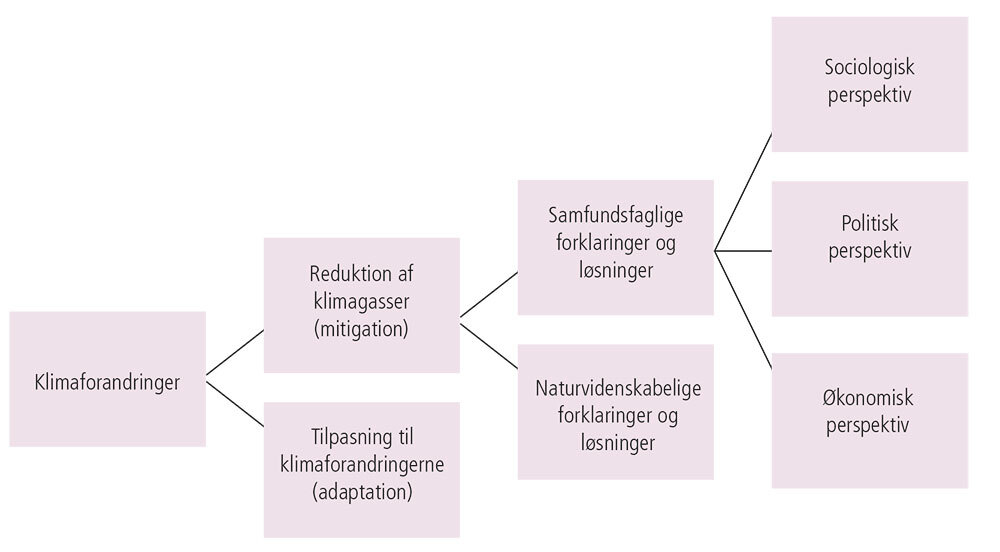 Klimaforandringer
Reduktion af
klimagasser
(mitigation)
Tilpasning til
klimaforandringerne
(adaptation)
Samfundsfaglige
forklaringer og
løsninger
Naturvidenskabelige
forklaringer og
løsninger
Sociologisk
perspektiv
Politisk
perspektiv
Økonomisk
perspektiv